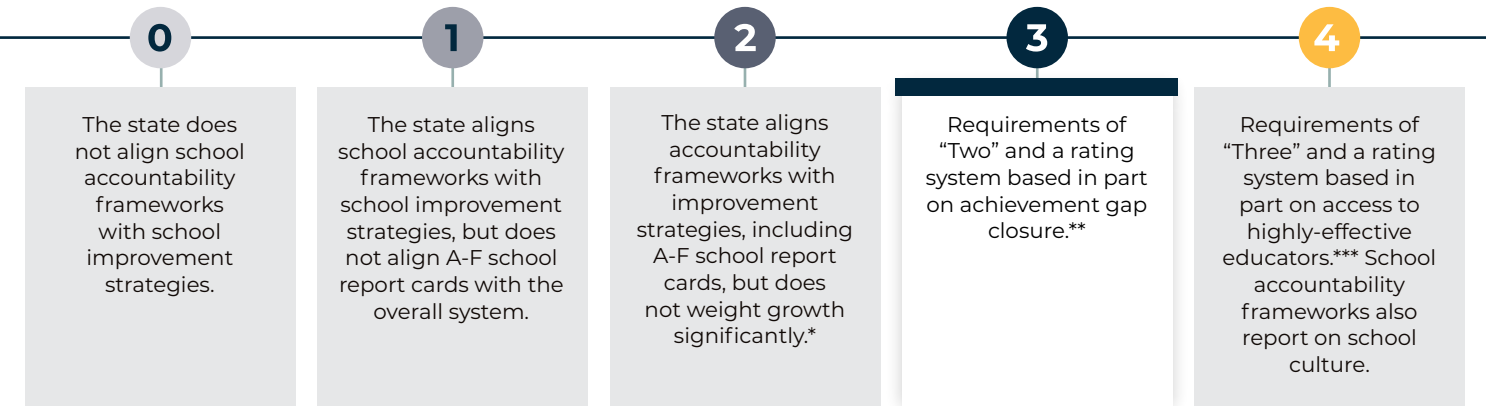 0
The state does
not align school
accountability
frameworks
with school
improvement
strategies.
1
The state aligns
school accountability
frameworks with
school improvement
strategies, but does
not align A-F school
report cards with the
overall system.
2
The state aligns
accountability
frameworks with
improvement
strategies, including
A-F school report
cards, but does
not weight growth
significantly.*
3
Requirements of
“Two” and a rating
system based in part
on achievement gap
closure.**
4
Requirements of
“Three” and a rating
system based in
part on access to
highly-effective
educators.*** School
accountability
frameworks also
report on school
culture.